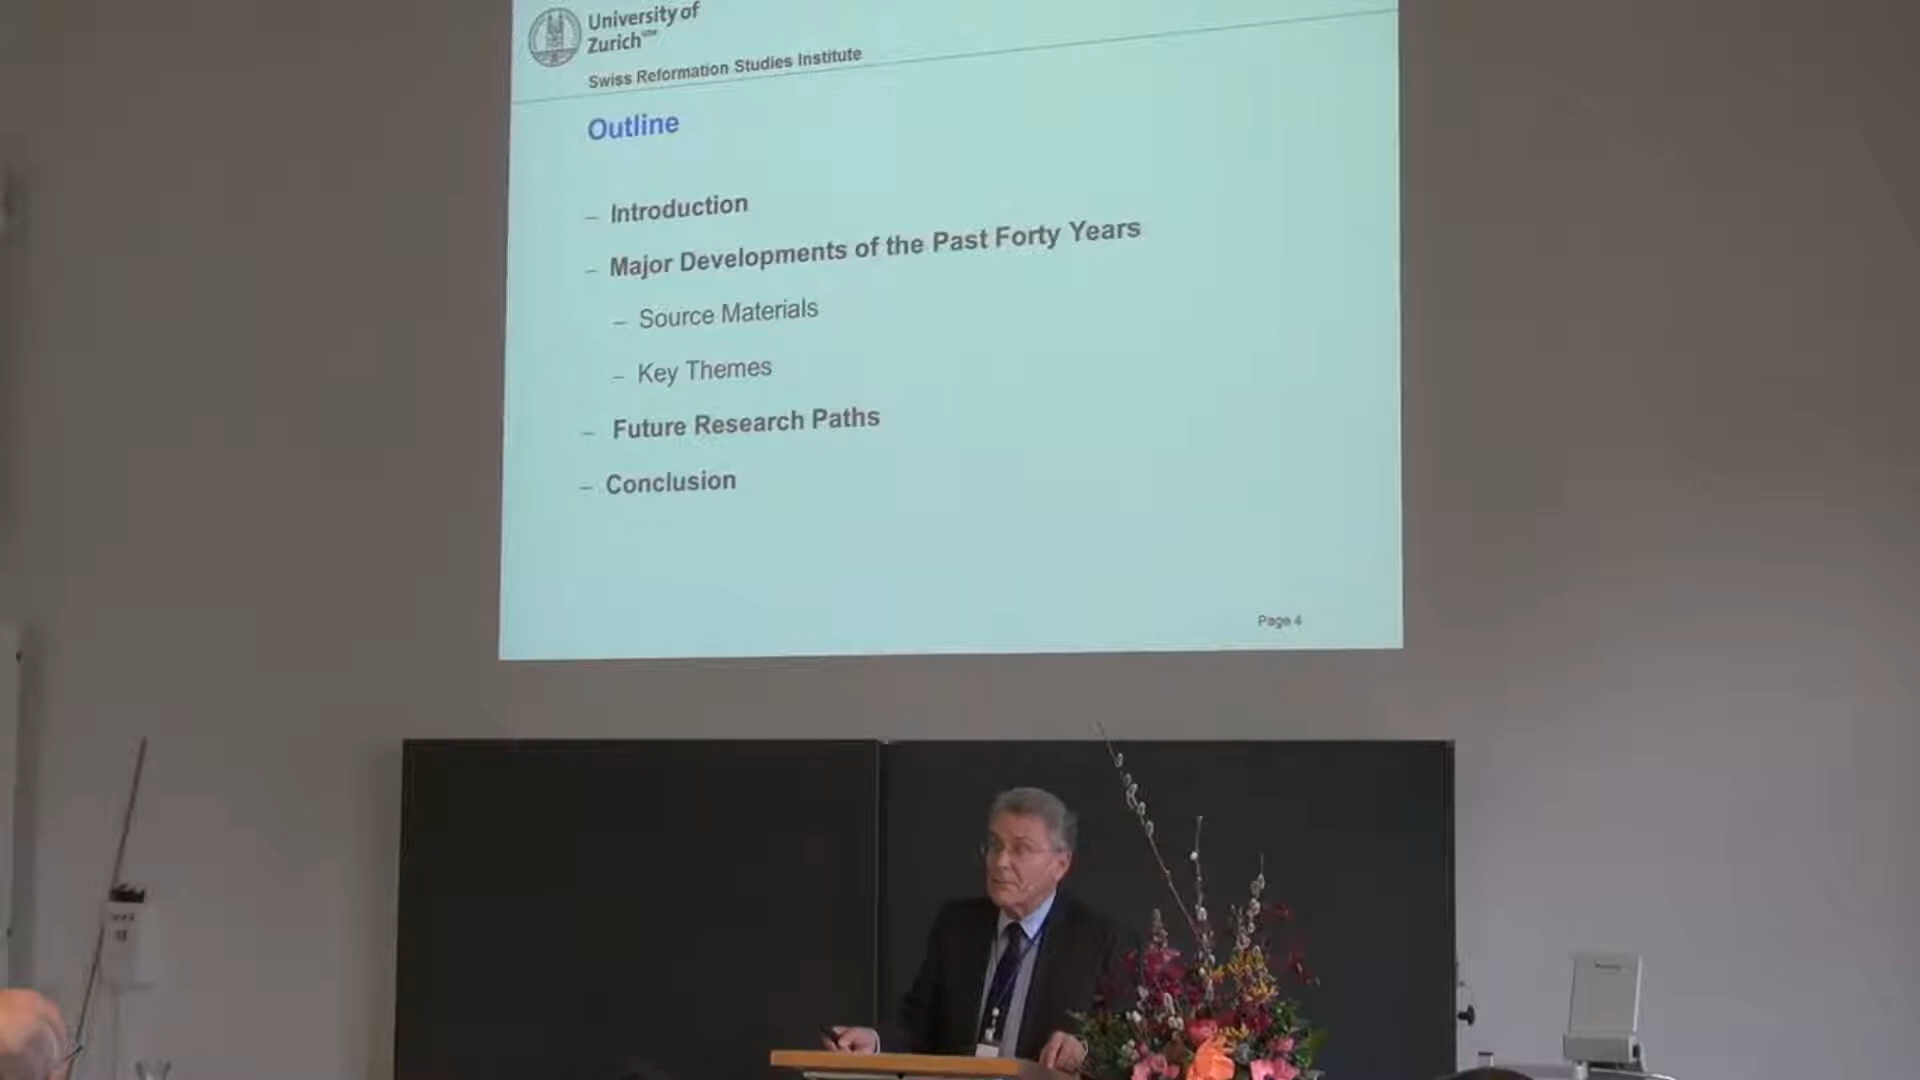 University of
Zurich
Swiss Reformation Studies Institute
Outline
– Introduction
– Major Developments of the Past Forty Years
– Source Materials
– Key Themes
– Future Research Paths
– Conclusion
Page 4